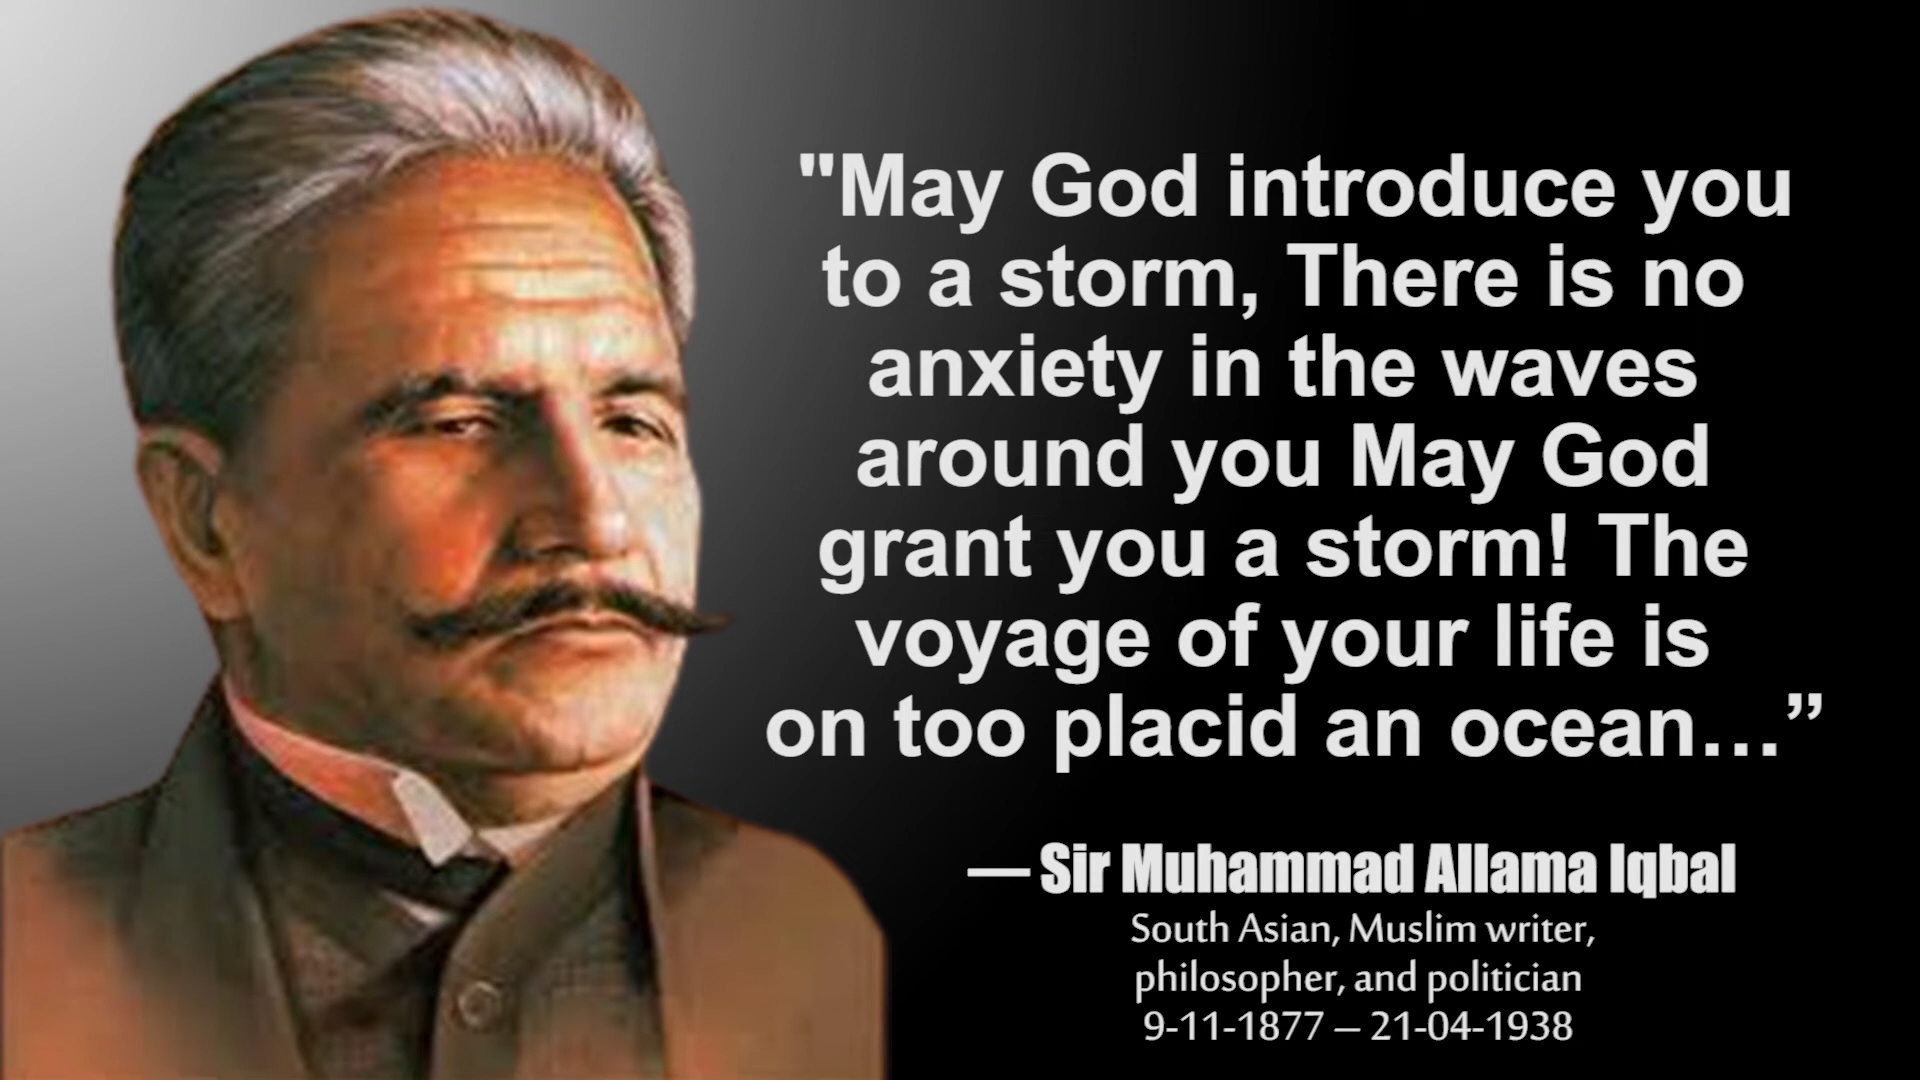 "May God introduce you
to a storm, There is no
anxiety in the waves
around you May God
grant you a storm! The
voyage of your life is
on too placid an ocean…”
— Sir Muhammad Allama Iqbal
South Asian, Muslim writer,
philosopher, and politician
9-11-1877 – 21-04-1938